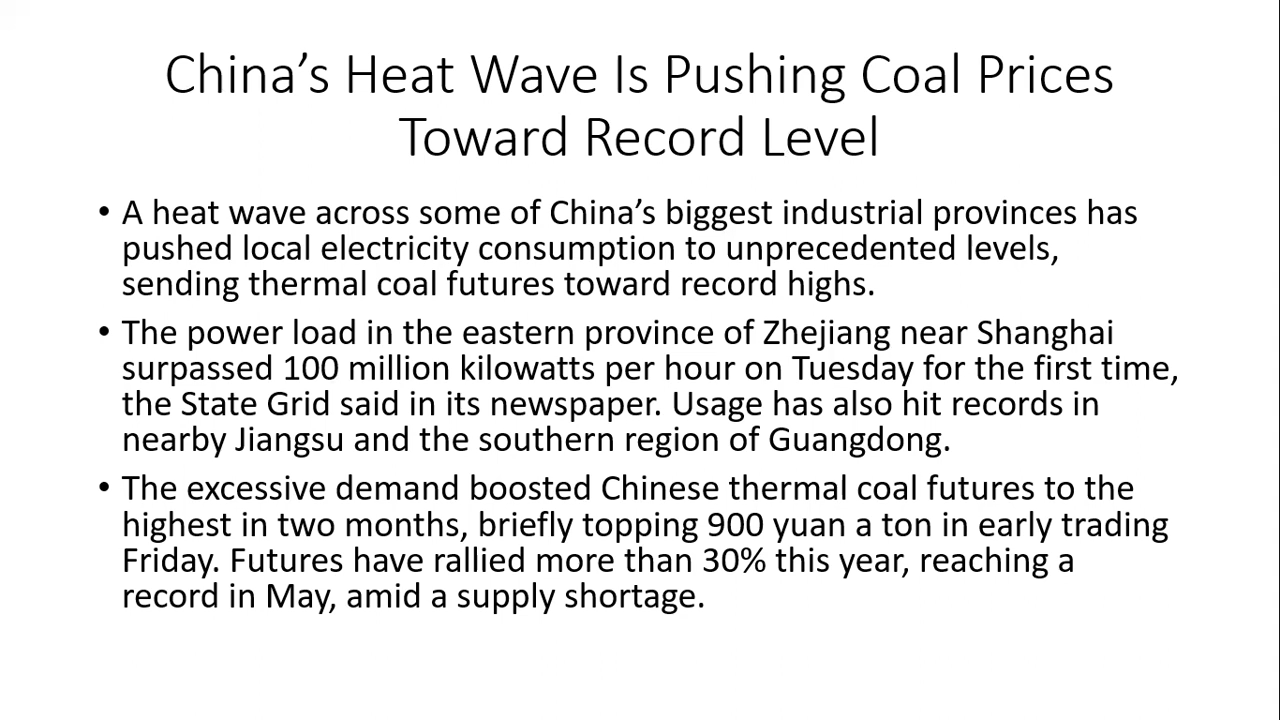 China’s Heat Wave Is Pushing Coal Prices
Toward Record Level
• A heat wave across some of China’s biggest industrial provinces has
pushed local electricity consumption to unprecedented levels,
sending thermal coal futures toward record highs.
• The power load in the eastern province of Zhejiang near Shanghai
surpassed 100 million kilowatts per hour on Tuesday for the first time,
the State Grid said in its newspaper. Usage has also hit records in
nearby Jiangsu and the southern region of Guangdong.
• The excessive demand boosted Chinese thermal coal futures to the
highest in two months, briefly topping 900 yuan a ton in early trading
Friday. Futures have rallied more than 30% this year, reaching a
record in May, amid a supply shortage.